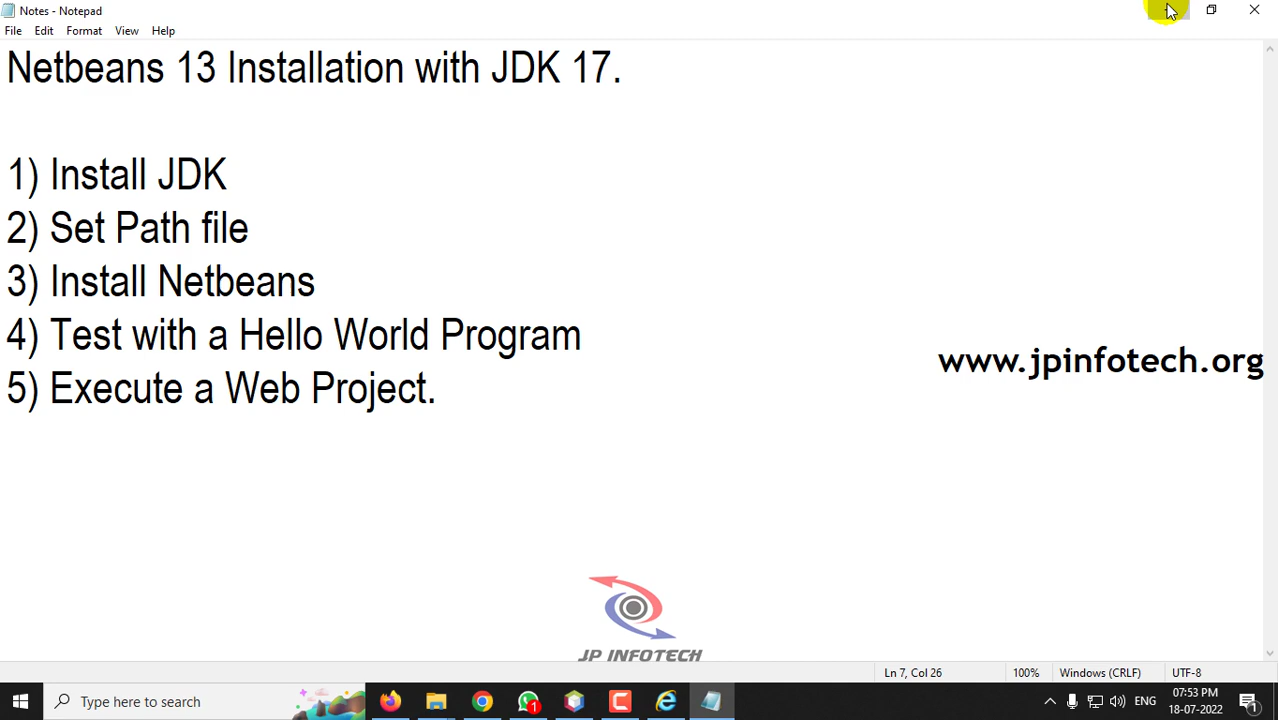 Notes - Notepad
File Edit Format View Help
Netbeans 13 Installation with JDK 17.
1) Install JDK
2) Set Path file
3) Install Netbeans
4) Test with a Hello World Program
5) Execute a Web Project.
www.jpinfotech.org
JP INFOTECH
Ln 7, Col 26 100% Windows (CRLF) UTF-8
Type here to search
1
ENG
07:53 PM
18-07-2022
1